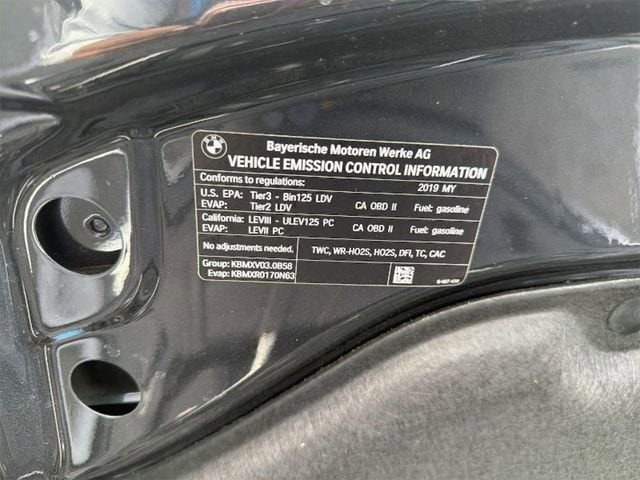 BMW
Bayerische Motoren Werke AG
VEHICLE EMISSION CONTROL INFORMATION
Conforms to regulations: 2019 MY
U.S. EPA: Tier3 - Bin125 LDV CA OBD II Fuel: gasoline
EVAP: Tier2 LDV
California: LEVIII - ULEV125 PC CA OBD II Fuel: gasoline
EVAP: LEVII PC
No adjustments needed. TWC, WR-HO2S, HO2S, DFI, TC, CAC
Group: KBMXV03.0B58
Evap: KBMXR0170N63